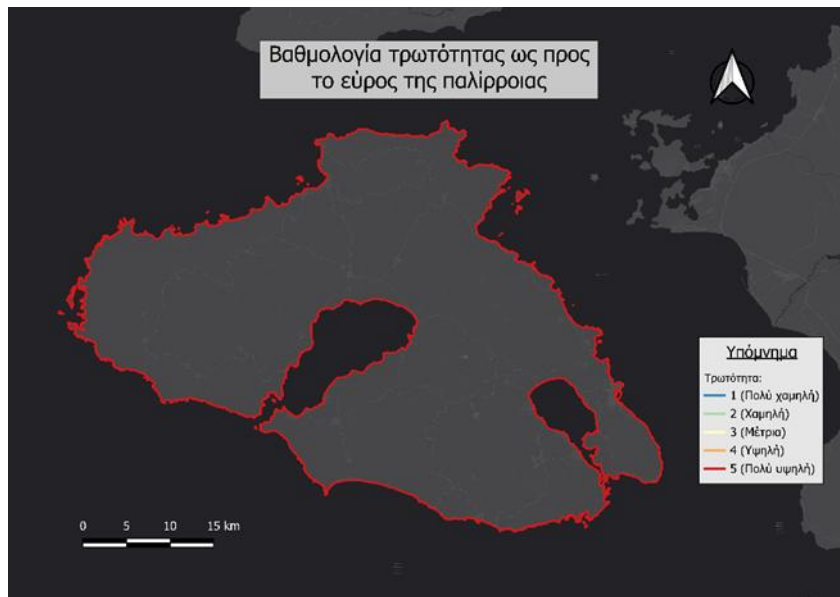 Βαθμολογία τρωτότητας ως προς
το εύρος της παλίρροιας
Υπόμνημα
Τρωτότητα:
1 (Πολύ χαμηλή)
2 (Χαμηλή)
3 (Μέτρια)
4 (Υψηλή)
5 (Πολύ υψηλή)
0 5 10 15 km